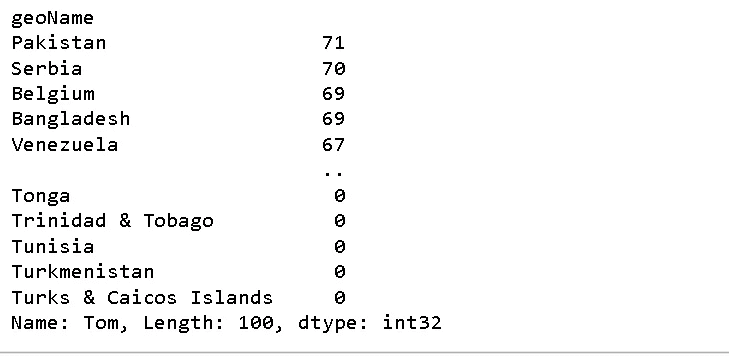 geoName
Pakistan                  71
Serbia                    70
Belgium                   69
Bangladesh                69
Venezuela                 67
                          ..
Tonga                      0
Trinidad & Tobago          0
Tunisia                    0
Turkmenistan               0
Turks & Caicos Islands     0
Name: Tom, Length: 100, dtype: int32